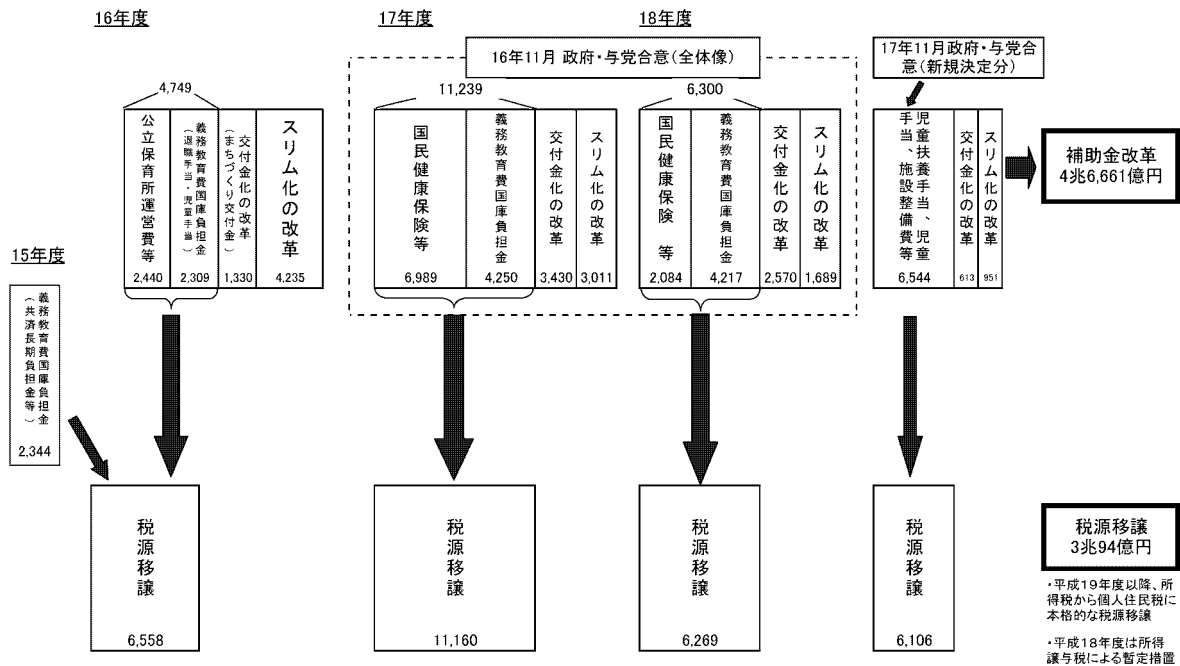 16年度
17年度
18年度
16年11月 政府・与党合意(全体像)
17年11月政府・与党合
意(新規決定分)
4,749
公立保育所運営費等
2,440
義務教育費国庫負担金
(退職手当・児童手当)
2,309
交付金化の改革
(まちづくり交付金)
1,330
スリム化の改革
4.235
11,239
国民健康保険等
6,989
義務教育費国庫負担金
4,250
交付金化の改革
3,430
スリム化の改革
3,011
6,300
国民健康保険 等
2,084
義務教育費国庫負担金
4,217
交付金化の改革
2,570
スリム化の改革
1,689
児童扶養手当、児童
手当、施設整備費等
6,544
交付金化の改革
613
スリム化の改革
951
補助金改革
4兆6,661億円
15年度
義務教育費国庫負担金
(共済長期負担金等)
2,344
税源移譲
6,558
税源移譲
11,160
税源移譲
6,269
税源移譲
6,106
税源移譲
3兆94億円
・平成19年度以降、所
得税から個人住民税に
本格的な税源移譲
・平成18年度は所得
譲与税による暫定措置